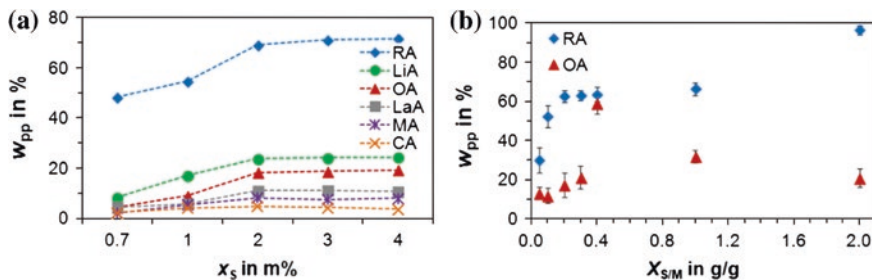 (a)
80
60
40
20
0
w_pp in %
0.7 1 2 3 4
x_S in m%
RA
LiA
OA
LaA
MA
CA
(b)
100
80
60
40
20
0
w_pp in %
0.0 0.4 0.8 1.2 1.6 2.0
X_S/M in g/g
RA
OA